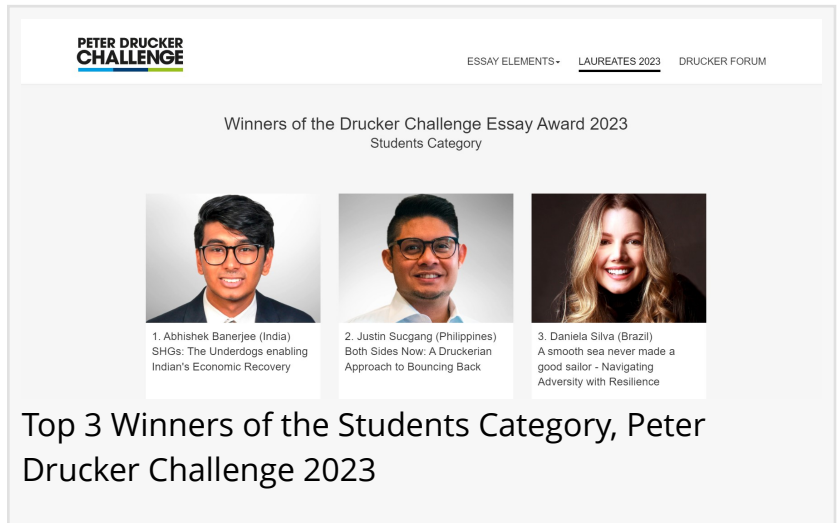 PETER DRUCKER
CHALLENGE
ESSAY ELEMENTS
LAUREATES 2023
DRUCKER FORUM
Winners of the Drucker Challenge Essay Award 2023
Students Category
1. Abhishek Banerjee (India)
SHGs: The Underdogs enabling
Indian's Economic Recovery
2. Justin Sucgang (Philippines)
Both Sides Now: A Druckerian
Approach to Bouncing Back
3. Daniela Silva (Brazil)
A smooth sea never made a
good sailor - Navigating
Adversity with Resilience
Top 3 Winners of the Students Category, Peter
Drucker Challenge 2023